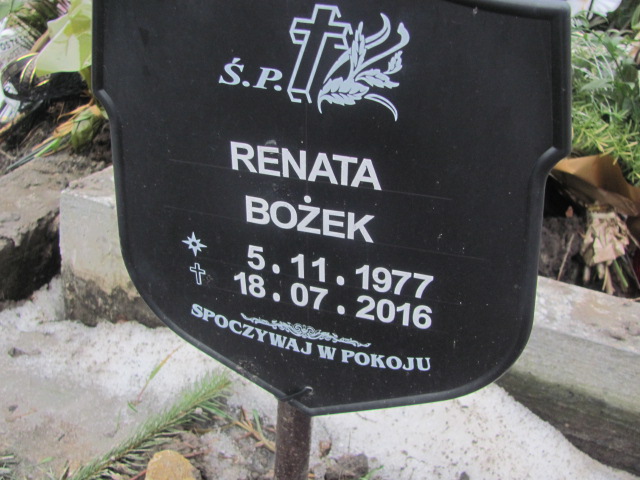 Ś.P.
RENATA
BOŻEK
5.11.1977
18.07.2016
SPOCZYWAJ W POKOJU